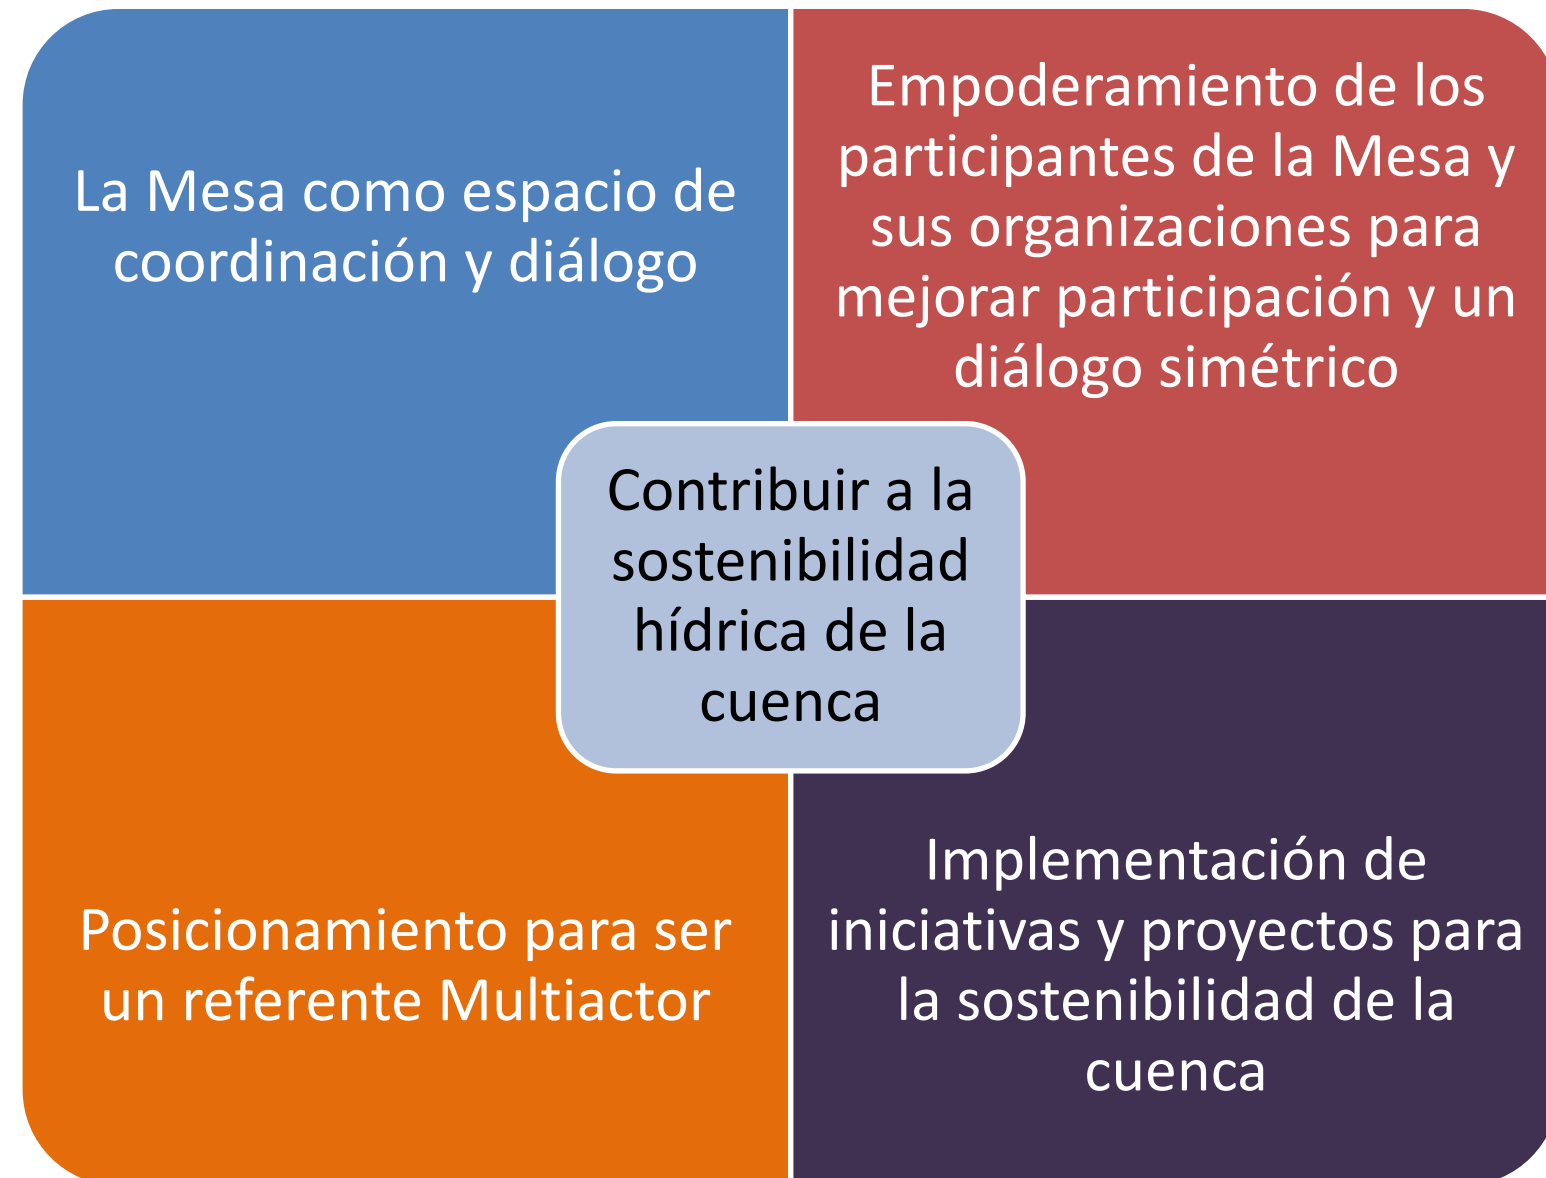 La Mesa como espacio de
coordinación y diálogo
Empoderamiento de los
participantes de la Mesa y
sus organizaciones para
mejorar participación y un
diálogo simétrico
Contribuir a la
sostenibilidad
hídrica de la
cuenca
Posicionamiento para ser
un referente Multiactor
Implementación de
iniciativas y proyectos para
la sostenibilidad de la
cuenca